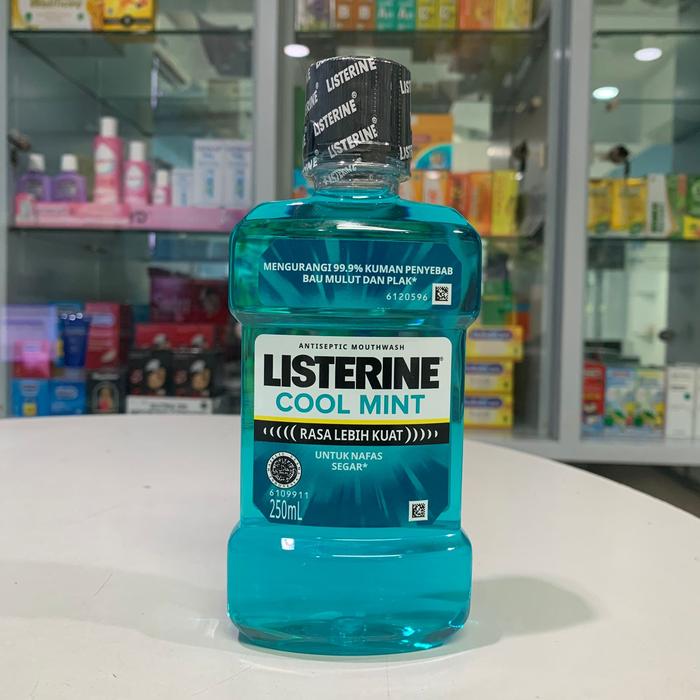 LISTERINE
LISTERINE
LISTERINE
MENGURANGI 99.9% KUMAN PENYEBAB
BAU MULUT DAN PLAK*
6120596
ANTISEPTIC MOUTHWASH
LISTERINE®
COOL MINT
RASA LEBIH KUAT
UNTUK NAFAS
SEGAR*
6109911
250mL